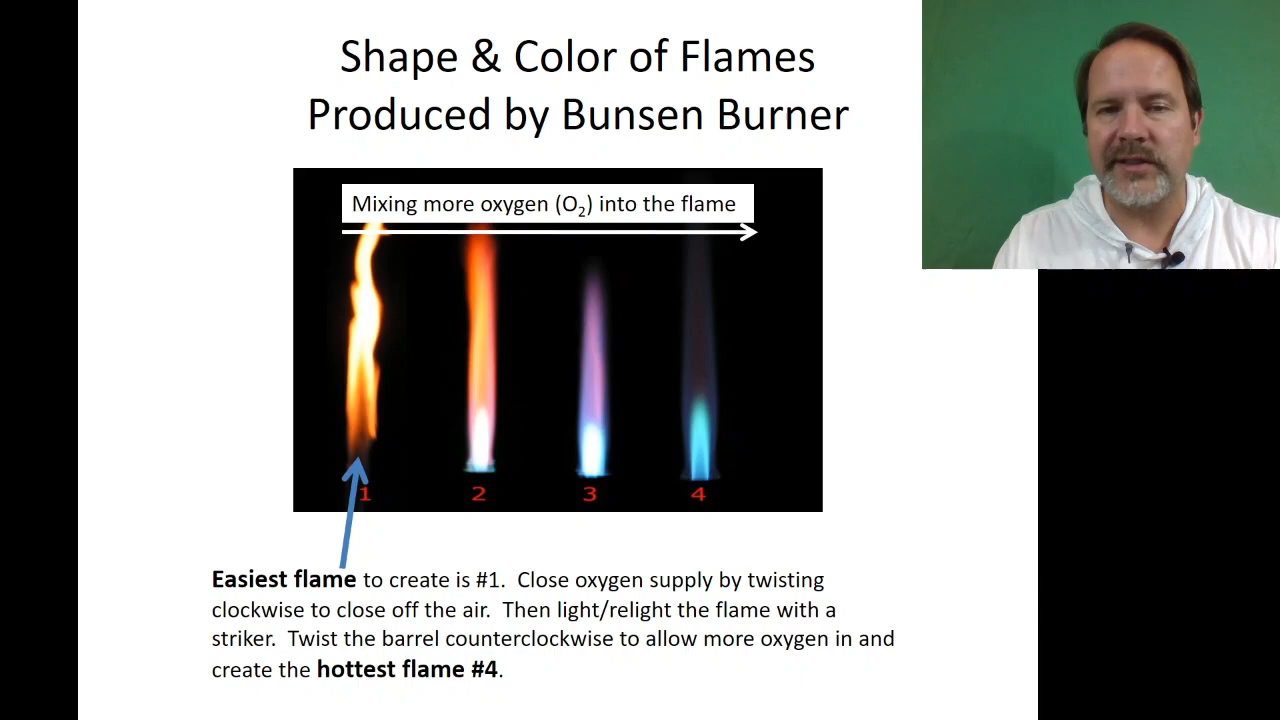 Shape & Color of Flames
Produced by Bunsen Burner
Mixing more oxygen (O₂) into the flame
1 2 3 4
Easiest flame to create is #1. Close oxygen supply by twisting
clockwise to close off the air. Then light/relight the flame with a
striker. Twist the barrel counterclockwise to allow more oxygen in and
create the hottest flame #4.